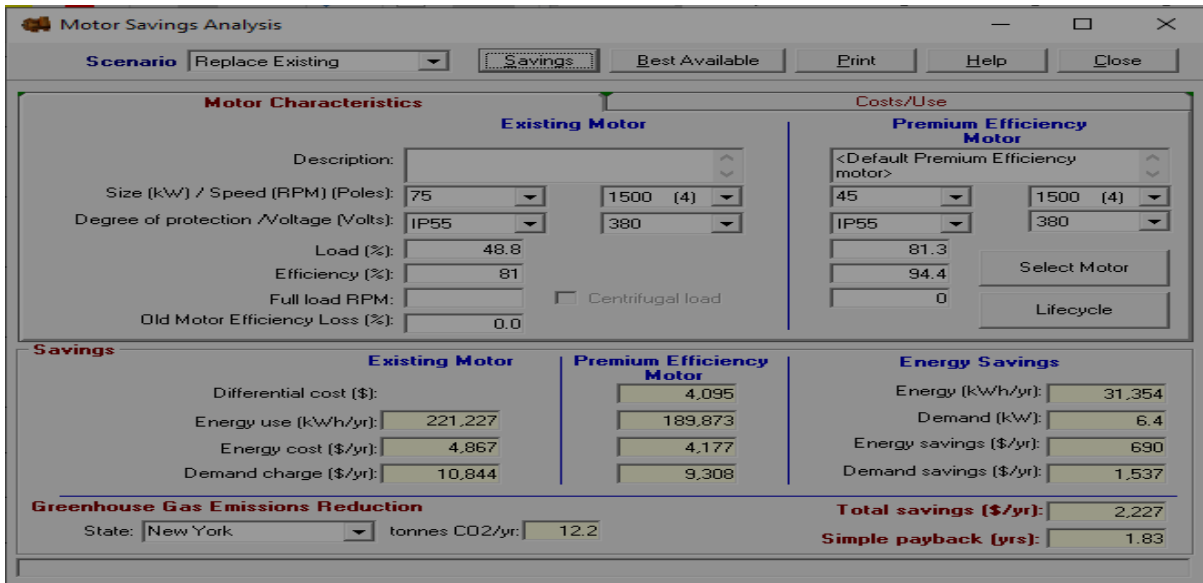 Motor Savings Analysis
Scenario Replace Existing Savings Best Available Print Help Close
Motor Characteristics Costs/Use
Existing Motor Premium Efficiency Motor
Description: <Default Premium Efficiency motor>
Size (kW) / Speed (RPM) (Poles): 75 1500 (4) 45 1500 (4)
Degree of protection /Voltage (Volts): IP55 380 IP55 380
Load (%): 48.8 81.3
Efficiency (%): 81 94.4 Select Motor
Full load RPM: Centrifugal load 0
Old Motor Efficiency Loss (%): 0.0 Lifecycle
Savings
Existing Motor Premium Efficiency Motor Energy Savings
Differential cost ($): 4,095 Energy (kWh/yr): 31,354
Energy use (kWh/yr): 221,227 189,873 Demand (kW): 6.4
Energy cost ($/yr): 4,867 4,177 Energy savings ($/yr): 690
Demand charge ($/yr): 10,844 9,308 Demand savings ($/yr): 1,537
Greenhouse Gas Emissions Reduction Total savings ($/yr): 2,227
State: New York tonnes CO2/yr: 12.2 Simple payback (yrs): 1.83